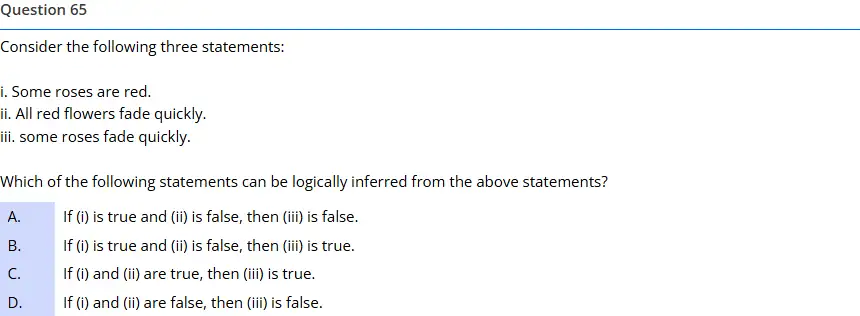 Question 65
Consider the following three statements:
i. Some roses are red.
ii. All red flowers fade quickly.
iii. some roses fade quickly.
Which of the following statements can be logically inferred from the above statements?
A. If (i) is true and (ii) is false, then (iii) is false.
B. If (i) is true and (ii) is false, then (iii) is true.
C. If (i) and (ii) are true, then (iii) is true.
D. If (i) and (ii) are false, then (iii) is false.